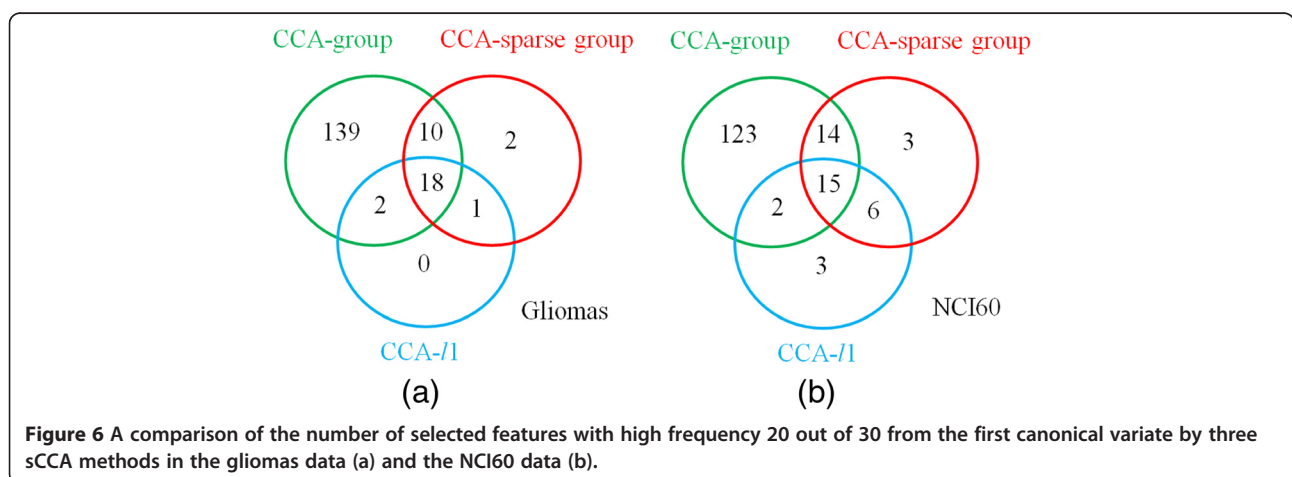 CCA-group CCA-sparse group
139 10 2
18
2 1
0
Gliomas
CCA-l1
(a)
CCA-group CCA-sparse group
123 14 3
15
2 6
3
NCI60
CCA-l1
(b)
Figure 6 A comparison of the number of selected features with high frequency 20 out of 30 from the first canonical variate by three
sCCA methods in the gliomas data (a) and the NCI60 data (b).